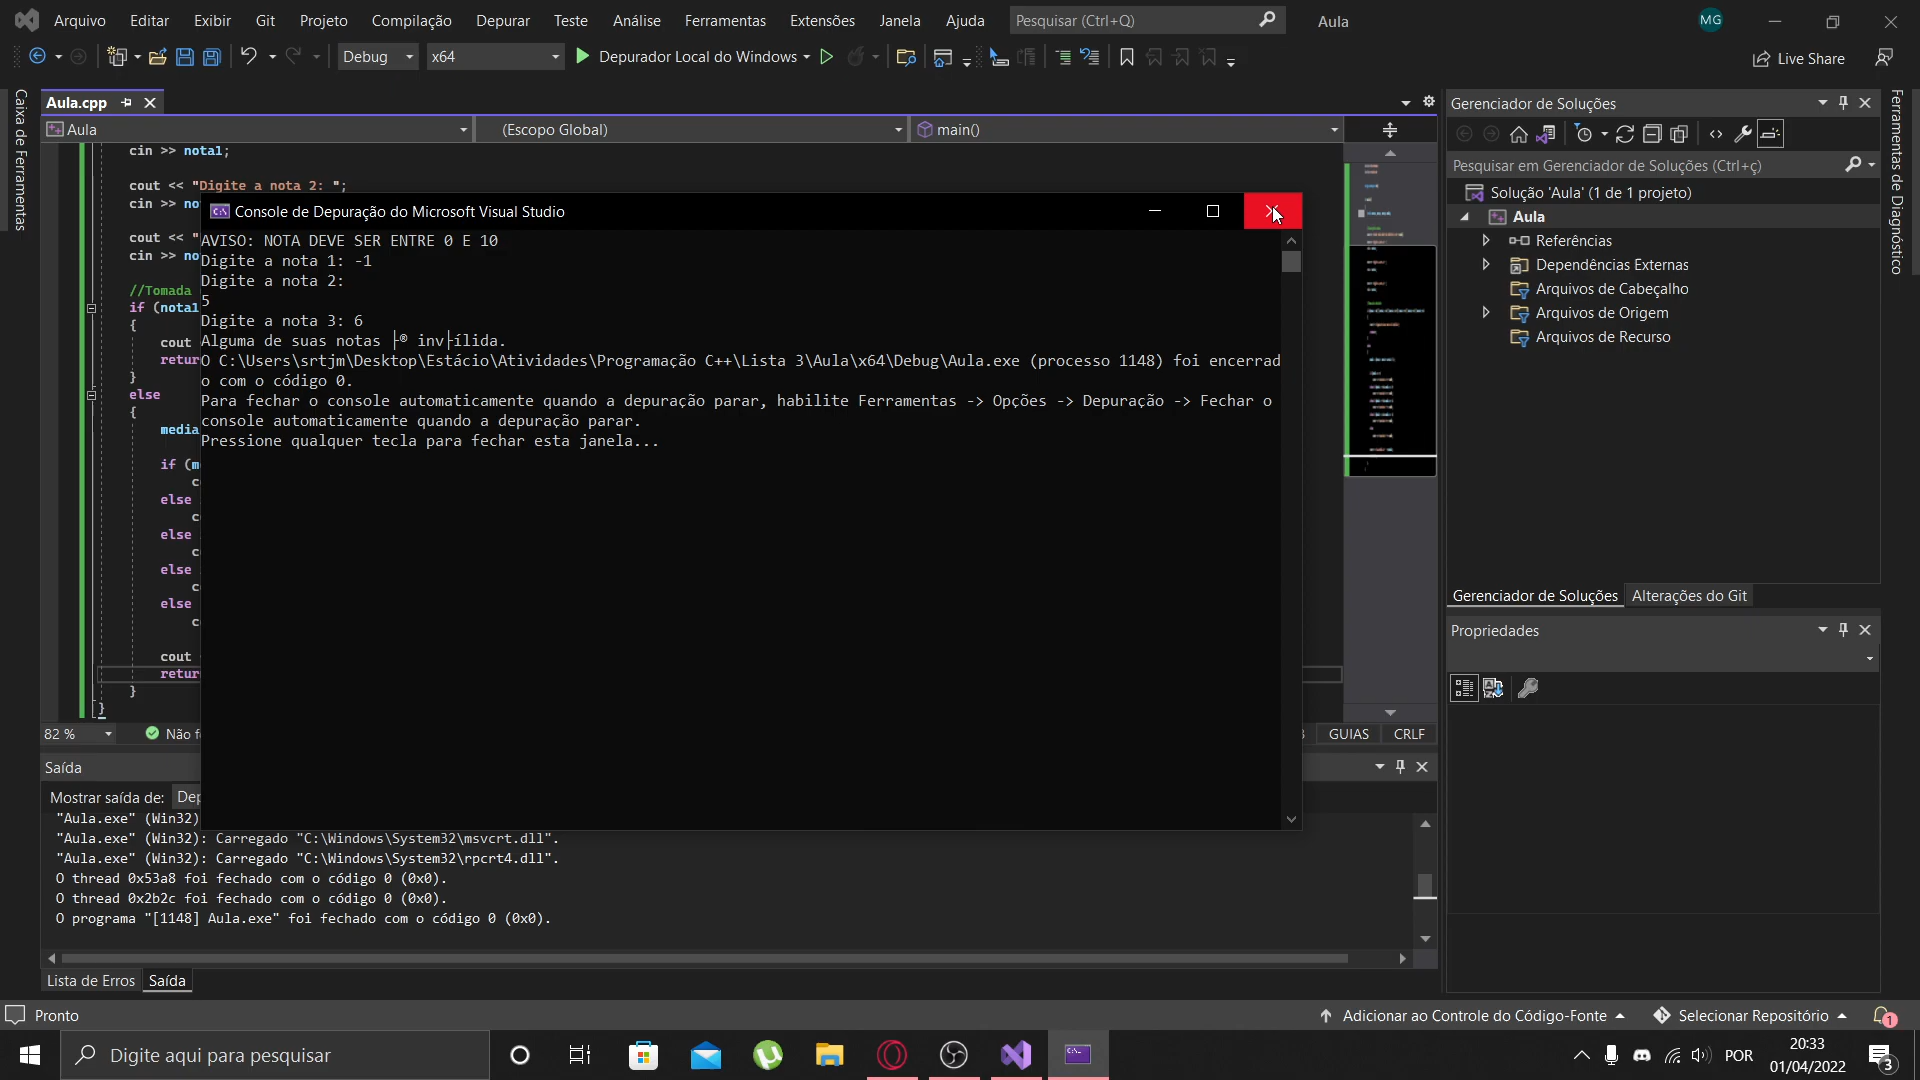 Arquivo Editar Exibir Git Projeto Compilação Depurar Teste Análise Ferramentas Extensões Janela Ajuda Pesquisar (Ctrl+Q) Aula MG
Debug x64 Depurador Local do Windows Live Share
Caixa de Ferramentas
Aula.cpp
Aula (Escopo Global) main()
cin >> nota1;
cout << "Digite a nota 2: ";
cin >> no
cout << "
cin >> no
//Tomada
if (nota1
{
cout
retur
}
else
{
media
if (m
c
else
c
else
c
else
c
else
c
cout
retur
}
}
Console de Depuração do Microsoft Visual Studio
AVISO: NOTA DEVE SER ENTRE 0 E 10
Digite a nota 1: -1
Digite a nota 2:
5
Digite a nota 3: 6
Alguma de suas notas ├® inv├ílida.
O C:\Users\srtjm\Desktop\Estácio\Atividades\Programação C++\Lista 3\Aula\x64\Debug\Aula.exe (processo 1148) foi encerrad
o com o código 0.
Para fechar o console automaticamente quando a depuração parar, habilite Ferramentas -> Opções -> Depuração -> Fechar o
console automaticamente quando a depuração parar.
Pressione qualquer tecla para fechar esta janela...
82 % Não f GUIAS CRLF
Saída
Mostrar saída de: Dep
"Aula.exe" (Win32)
"Aula.exe" (Win32): Carregado "C:\Windows\System32\msvcrt.dll".
"Aula.exe" (Win32): Carregado "C:\Windows\System32\rpcrt4.dll".
O thread 0x53a8 foi fechado com o código 0 (0x0).
O thread 0x2b2c foi fechado com o código 0 (0x0).
O programa "[1148] Aula.exe" foi fechado com o código 0 (0x0).
Lista de Erros Saída
Gerenciador de Soluções
Pesquisar em Gerenciador de Soluções (Ctrl+ç)
Solução 'Aula' (1 de 1 projeto)
Aula
Referências
Dependências Externas
Arquivos de Cabeçalho
Arquivos de Origem
Arquivos de Recurso
Gerenciador de Soluções Alterações do Git
Propriedades
Ferramentas de Diagnóstico
Pronto Adicionar ao Controle do Código-Fonte Selecionar Repositório 1
Digite aqui para pesquisar POR 20:33
01/04/2022 3